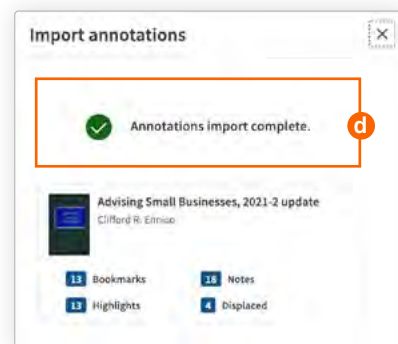 Import annotations
Annotations import complete.
d
Advising Small Businesses, 2021-2 update
Clifford R. Ennico
13 Bookmarks
18 Notes
13 Highlights
4 Displaced